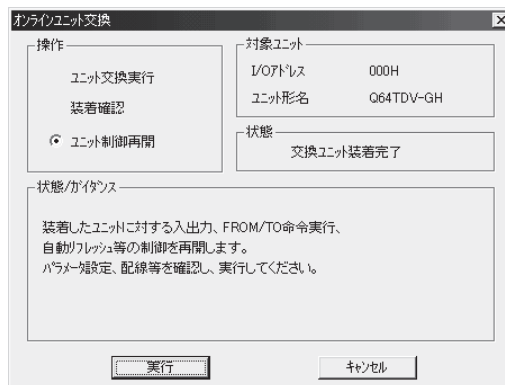 オンラインユニット交換
操作
ユニット交換実行
装着確認
ユニット制御再開
対象ユニット
I/Oアドレス 000H
ユニット形名 Q64TDV-GH
状態
交換ユニット装着完了
状態/ガイダンス
装着したユニットに対する入出力、FROM/TO命令実行、
自動リフレッシュ等の制御を再開します。
パラメータ設定、配線等を確認し、実行してください。
実行 キャンセル